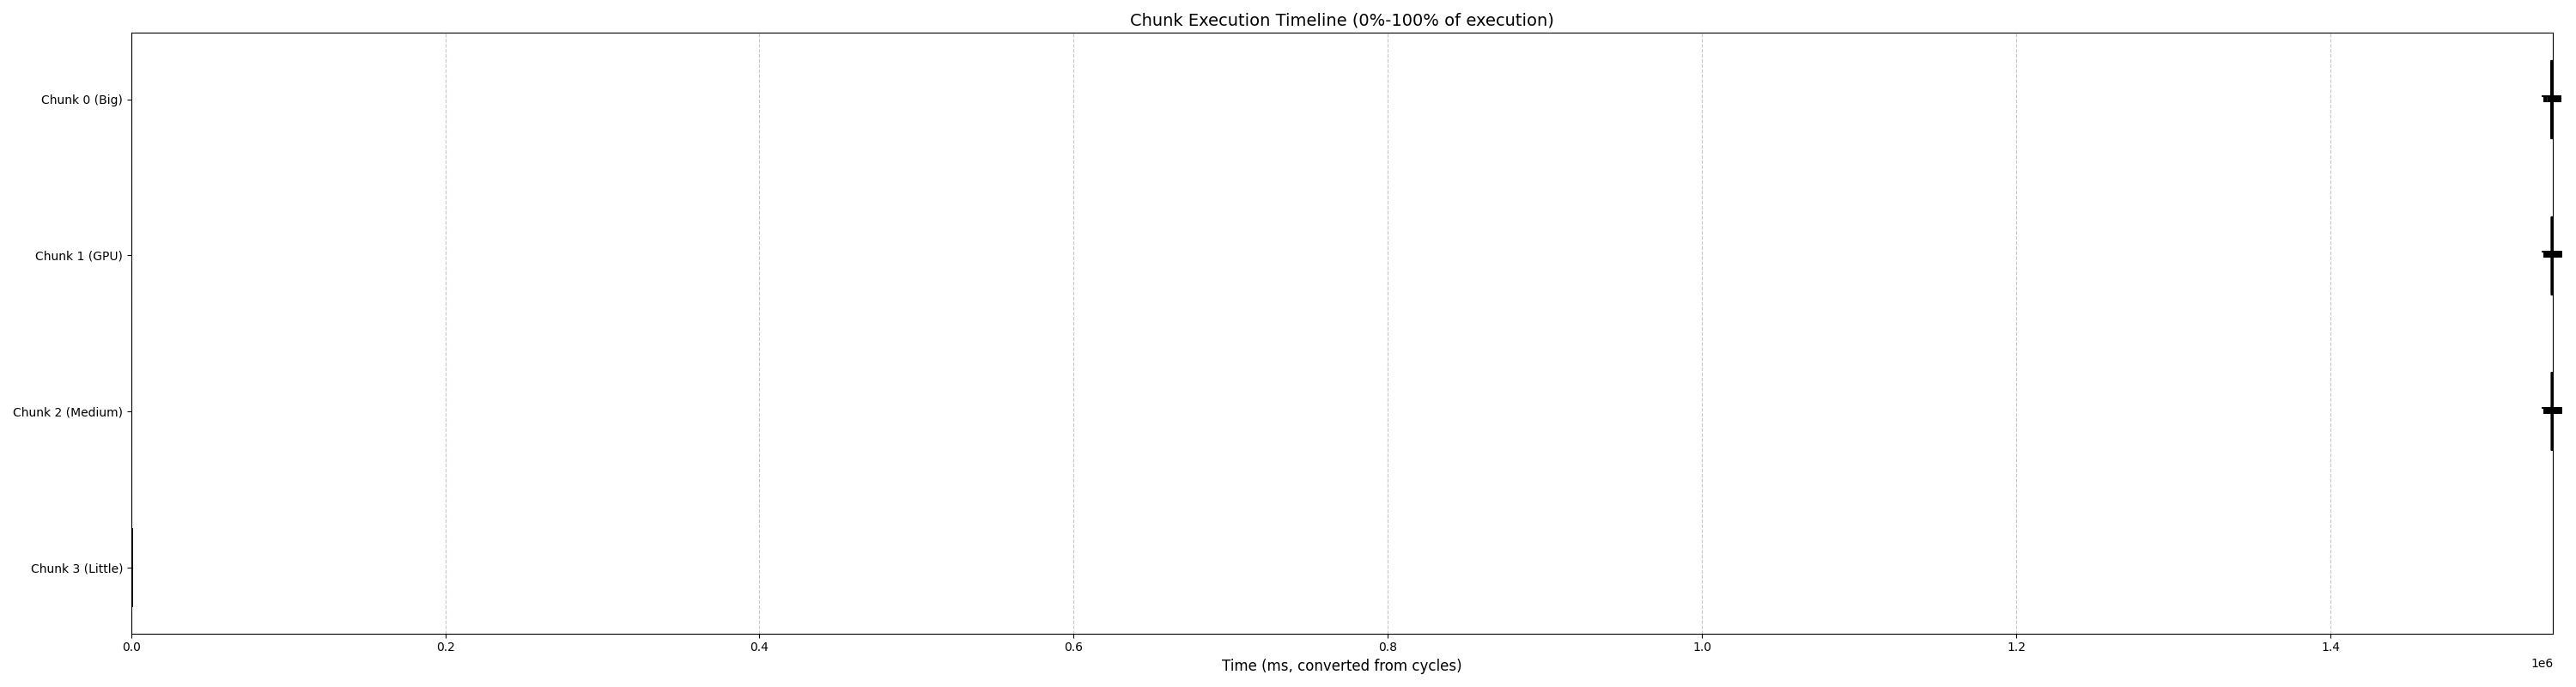 Chunk Execution Timeline (0%-100% of execution)
Chunk 0 (Big)
Chunk 1 (GPU)
Chunk 2 (Medium)
Chunk 3 (Little)
0.0 0.2 0.4 0.6 0.8 1.0 1.2 1.4
1e6
Time (ms, converted from cycles)